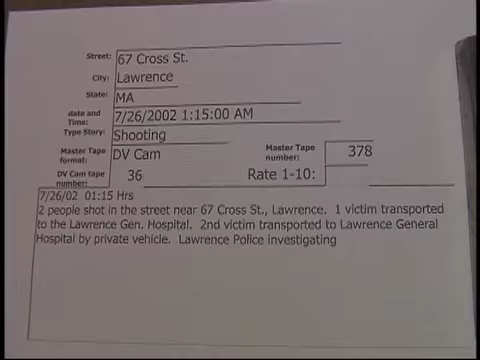 Street: 67 Cross St.
City: Lawrence
State: MA
date and Time: 7/26/2002 1:15:00 AM
Type Story: Shooting
Master Tape format: DV Cam Master Tape number: 378
DV Cam tape number: 36 Rate 1-10:
7/26/02 01:15 Hrs
2 people shot in the street near 67 Cross St., Lawrence. 1 victim transported
to the Lawrence Gen. Hospital. 2nd victim transported to Lawrence General
Hospital by private vehicle. Lawrence Police investigating